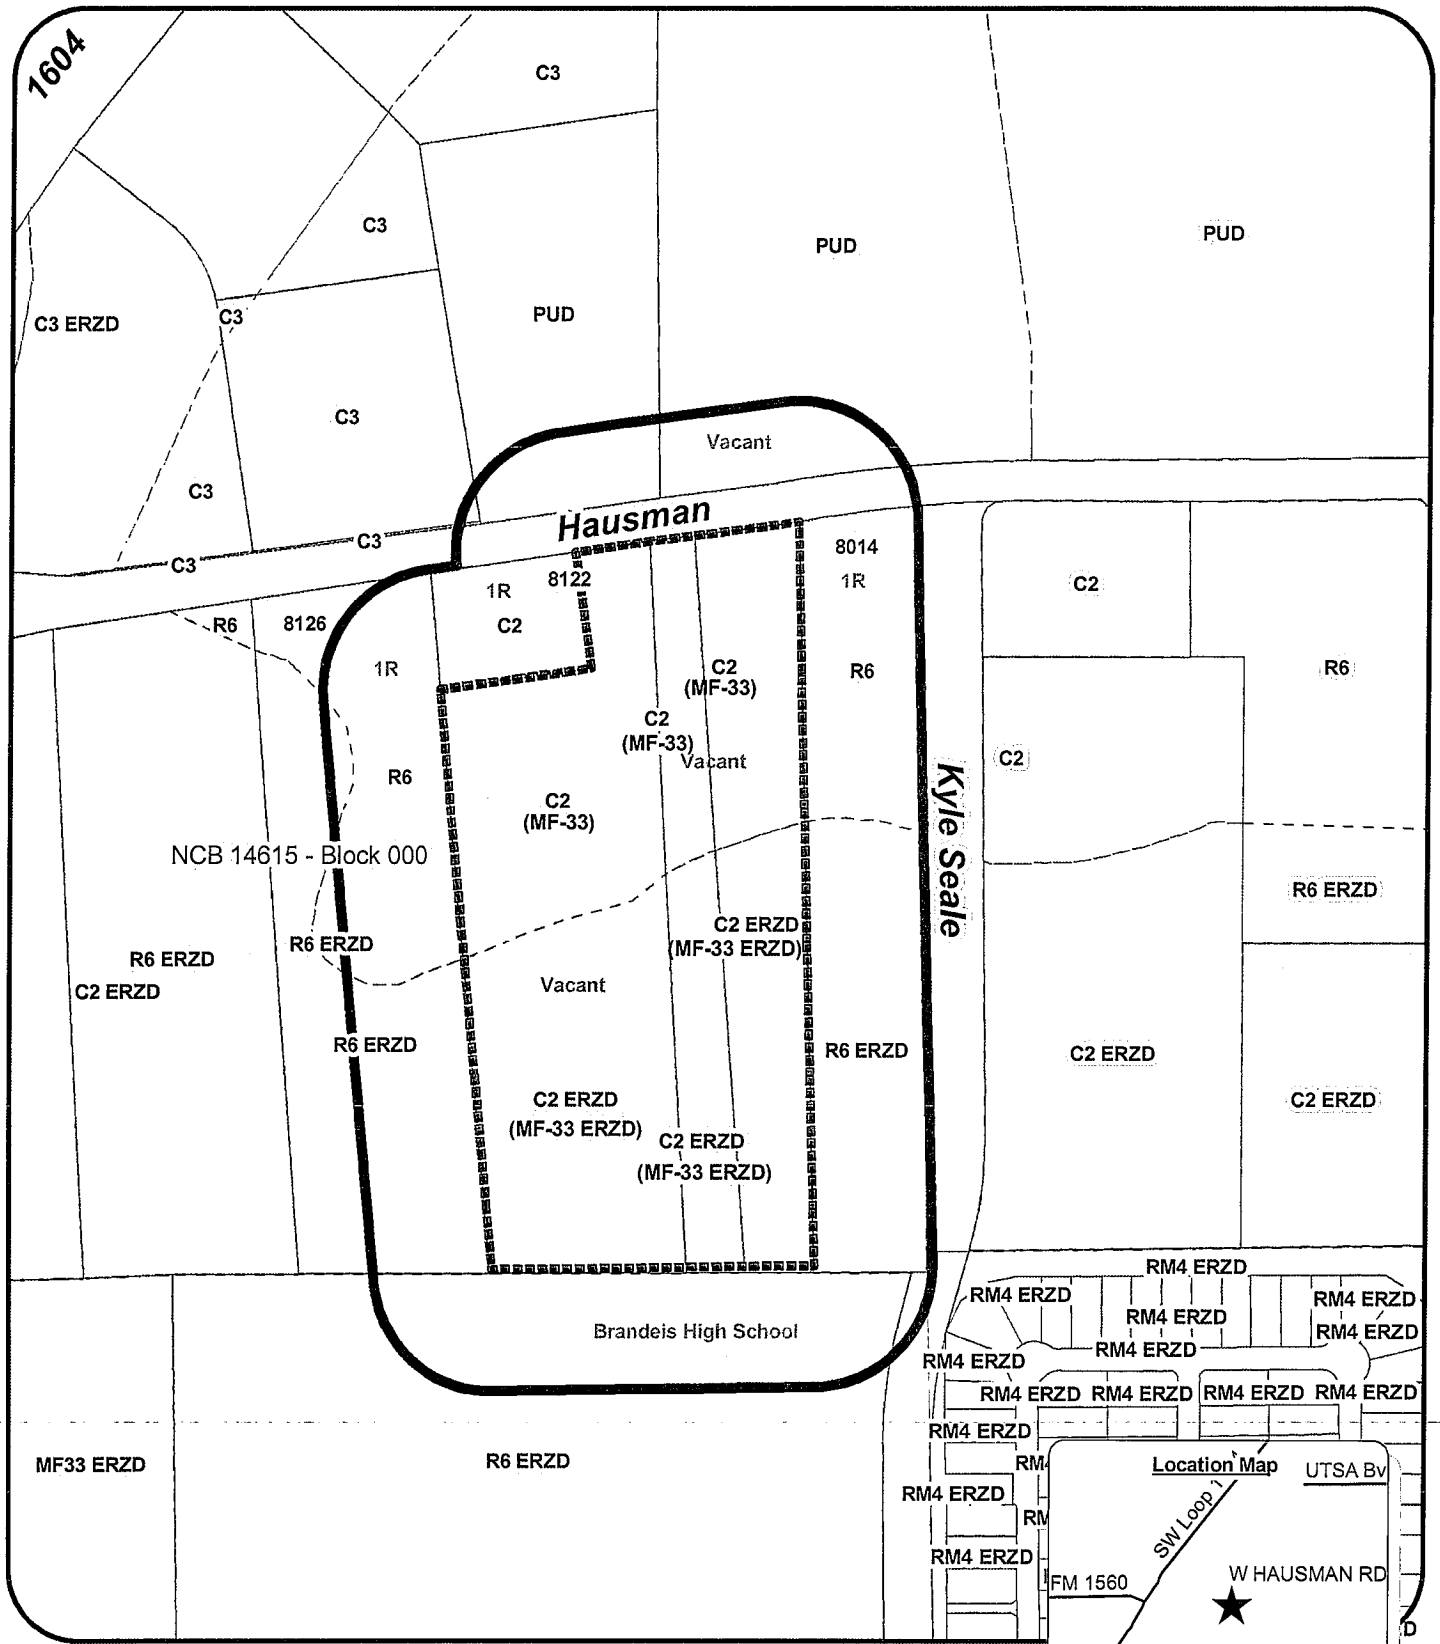 1604
C3
C3
PUD
PUD
C3 ERZD
C3
PUD
C3
Vacant
C3
Hausman
C3
C3
8014
1R
8122
1R
C2
C2
R6
8126
1R
C2
(MF-33)
R6
R6
C2
(MF-33)
Vacant
C2
Kyle Seale
R6
C2
(MF-33)
NCB 14615 - Block 000
R6 ERZD
C2 ERZD
(MF-33 ERZD)
R6 ERZD
R6 ERZD
C2 ERZD
Vacant
R6 ERZD
R6 ERZD
C2 ERZD
C2 ERZD
(MF-33 ERZD)
C2 ERZD
C2 ERZD
(MF-33 ERZD)
RM4 ERZD
RM4 ERZD
RM4 ERZD
RM4 ERZD
RM4 ERZD
Brandeis High School
RM4 ERZD
RM4 ERZD
RM4 ERZD
RM4 ERZD
RM4 ERZD
RM4 ERZD
RM4 ERZD
MF33 ERZD
R6 ERZD
RM4
Location Map
UTSA Bv
RM4 ERZD
SW Loop 1
RM
RM4 ERZD
FM 1560
W HAUSMAN RD
D